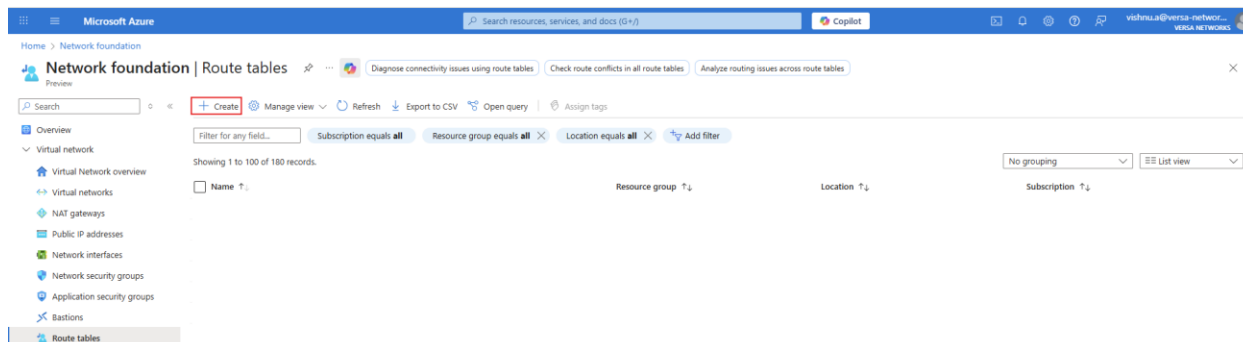 Microsoft Azure
Search resources, services, and docs (G+/)
Copilot
vishnu.a@versa-networ...
VERSA NETWORKS
Home > Network foundation
Network foundation | Route tables
Preview
Diagnose connectivity issues using route tables
Check route conflicts in all route tables
Analyze routing issues across route tables
Search
+ Create
Manage view
Refresh
Export to CSV
Open query
Assign tags
Overview
Virtual network
Virtual Network overview
Virtual networks
NAT gateways
Public IP addresses
Network interfaces
Network security groups
Application security groups
Bastions
Route tables
Filter for any field...
Subscription equals all
Resource group equals all
Location equals all
Add filter
Showing 1 to 100 of 180 records.
No grouping
List view
Name
Resource group
Location
Subscription